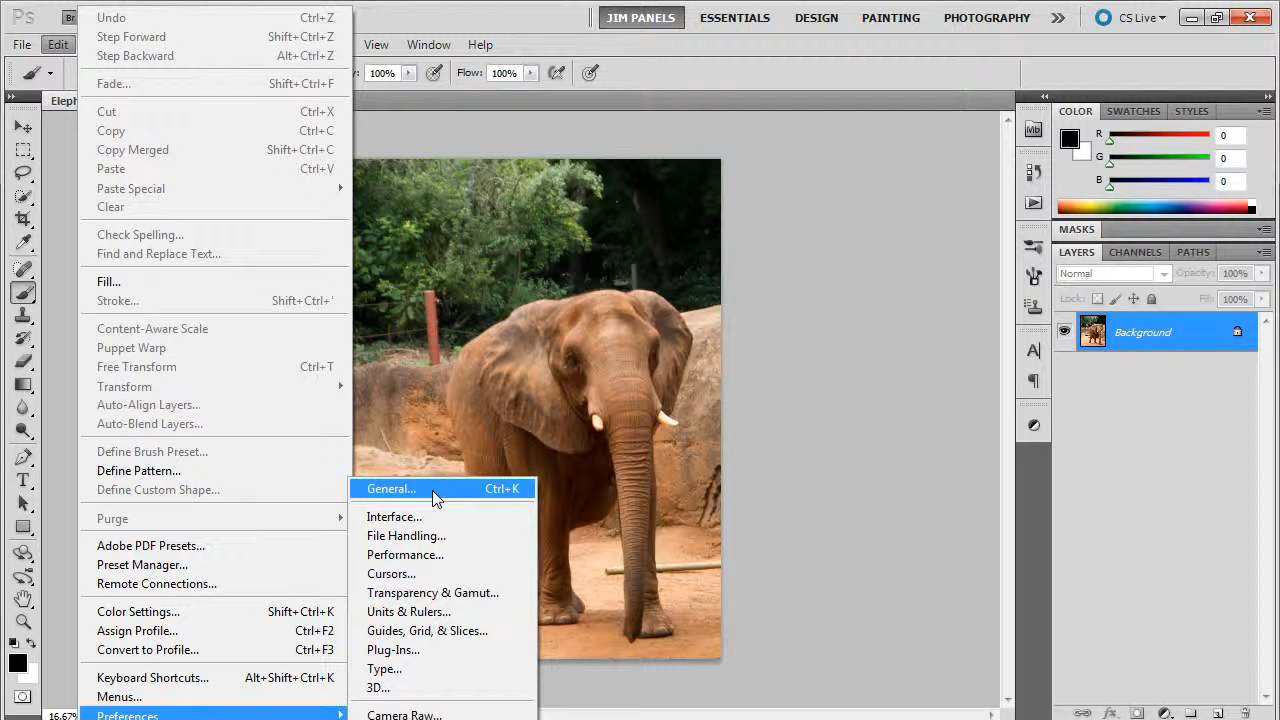 Ps
Br
JIM PANELS
ESSENTIALS
DESIGN
PAINTING
PHOTOGRAPHY
CS Live
File
Edit
View
Window
Help
100%
Flow: 100%
Eleph
Undo Ctrl+Z
Step Forward Shift+Ctrl+Z
Step Backward Alt+Ctrl+Z
Fade... Shift+Ctrl+F
Cut Ctrl+X
Copy Ctrl+C
Copy Merged Shift+Ctrl+C
Paste Ctrl+V
Paste Special
Clear
Check Spelling...
Find and Replace Text...
Fill...
Stroke... Shift+Ctrl+'
Content-Aware Scale
Puppet Warp
Free Transform Ctrl+T
Transform
Auto-Align Layers...
Auto-Blend Layers...
Define Brush Preset...
Define Pattern...
Define Custom Shape...
Purge
Adobe PDF Presets...
Preset Manager...
Remote Connections...
Color Settings... Shift+Ctrl+K
Assign Profile... Ctrl+F2
Convert to Profile... Ctrl+F3
Keyboard Shortcuts... Alt+Shift+Ctrl+K
Menus...
Preferences
General... Ctrl+K
Interface...
File Handling...
Performance...
Cursors...
Transparency & Gamut...
Units & Rulers...
Guides, Grid, & Slices...
Plug-Ins...
Type...
3D...
Camera Raw...
16.67%
Mb
COLOR
SWATCHES
STYLES
R 0
G 0
B 0
MASKS
LAYERS
CHANNELS
PATHS
Normal
Opacity: 100%
Lock:
Fill: 100%
Background